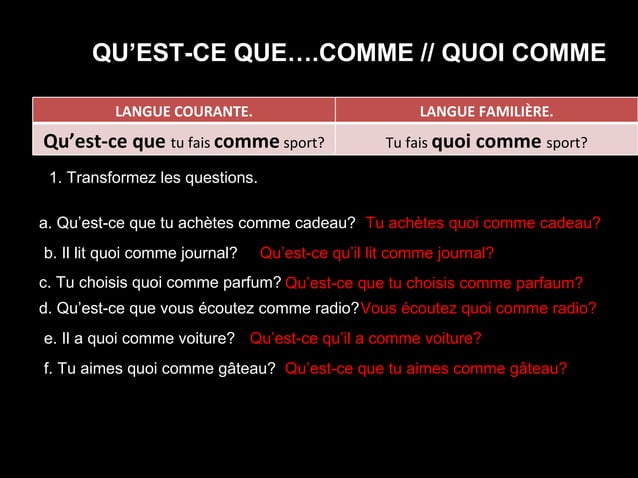 QU’EST-CE QUE….COMME // QUOI COMME
LANGUE COURANTE. LANGUE FAMILIÈRE.
Qu’est-ce que tu fais comme sport? Tu fais quoi comme sport?
1. Transformez les questions.
a. Qu’est-ce que tu achètes comme cadeau? Tu achètes quoi comme cadeau?
b. Il lit quoi comme journal? Qu’est-ce qu’il lit comme journal?
c. Tu choisis quoi comme parfum? Qu’est-ce que tu choisis comme parfaum?
d. Qu’est-ce que vous écoutez comme radio? Vous écoutez quoi comme radio?
e. Il a quoi comme voiture? Qu’est-ce qu’il a comme voiture?
f. Tu aimes quoi comme gâteau? Qu’est-ce que tu aimes comme gâteau?